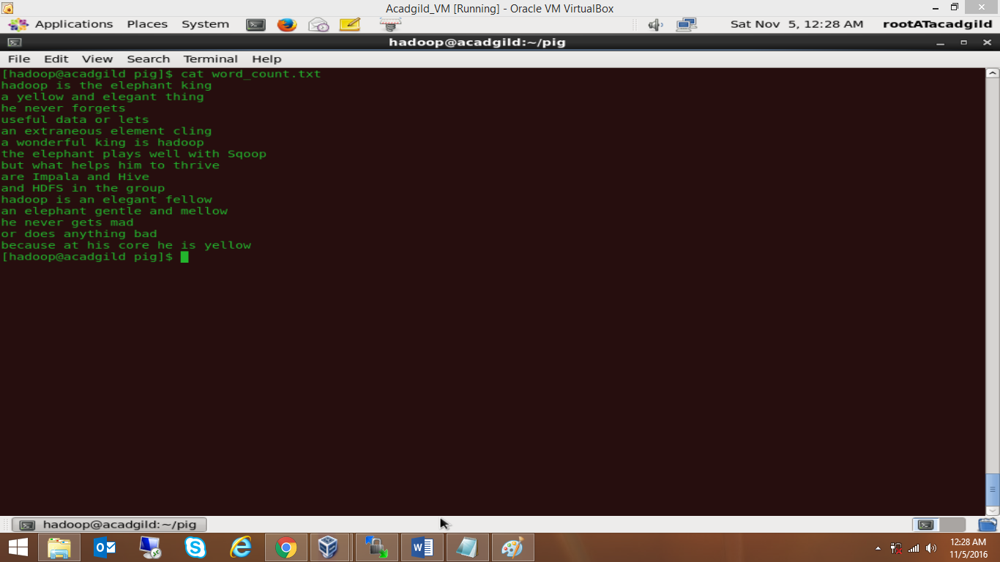 Acadgild_VM [Running] - Oracle VM VirtualBox
Applications Places System Sat Nov 5, 12:28 AM rootATacadgild
hadoop@acadgild:~/pig
File Edit View Search Terminal Help
[hadoop@acadgild pig]$ cat word_count.txt
hadoop is the elephant king
a yellow and elegant thing
he never forgets
useful data or lets
an extraneous element cling
a wonderful king is hadoop
the elephant plays well with Sqoop
but what helps him to thrive
are Impala and Hive
and HDFS in the group
hadoop is an elegant fellow
an elephant gentle and mellow
he never gets mad
or does anything bad
because at his core he is yellow
[hadoop@acadgild pig]$
hadoop@acadgild:~/pig
12:28 AM
11/5/2016